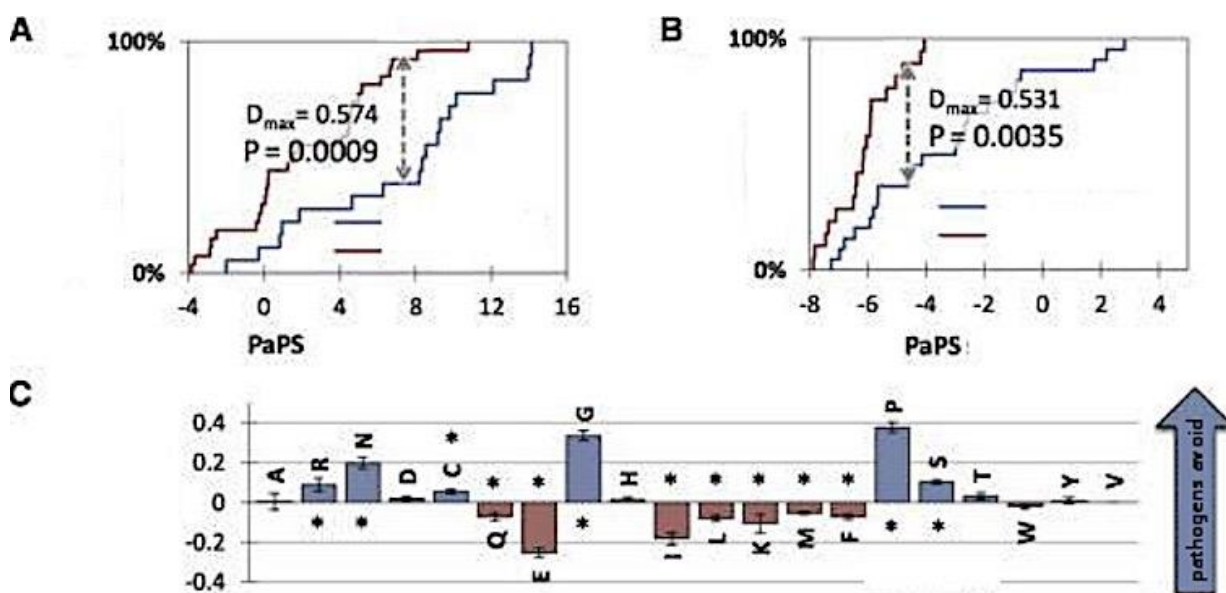 A
100%
D max = 0.574
P = 0.0009
0%
-4 0 4 8 12 16
PaPS
B
100%
D max = 0.531
P = 0.0035
0%
-8 -6 -4 -2 0 2 4
PaPS
C
0.4
0.2
0
-0.2
-0.4
A R N D C Q E G H I L K M F P S T W Y V
* * * * * * * * * * * * *
pathogens avoid